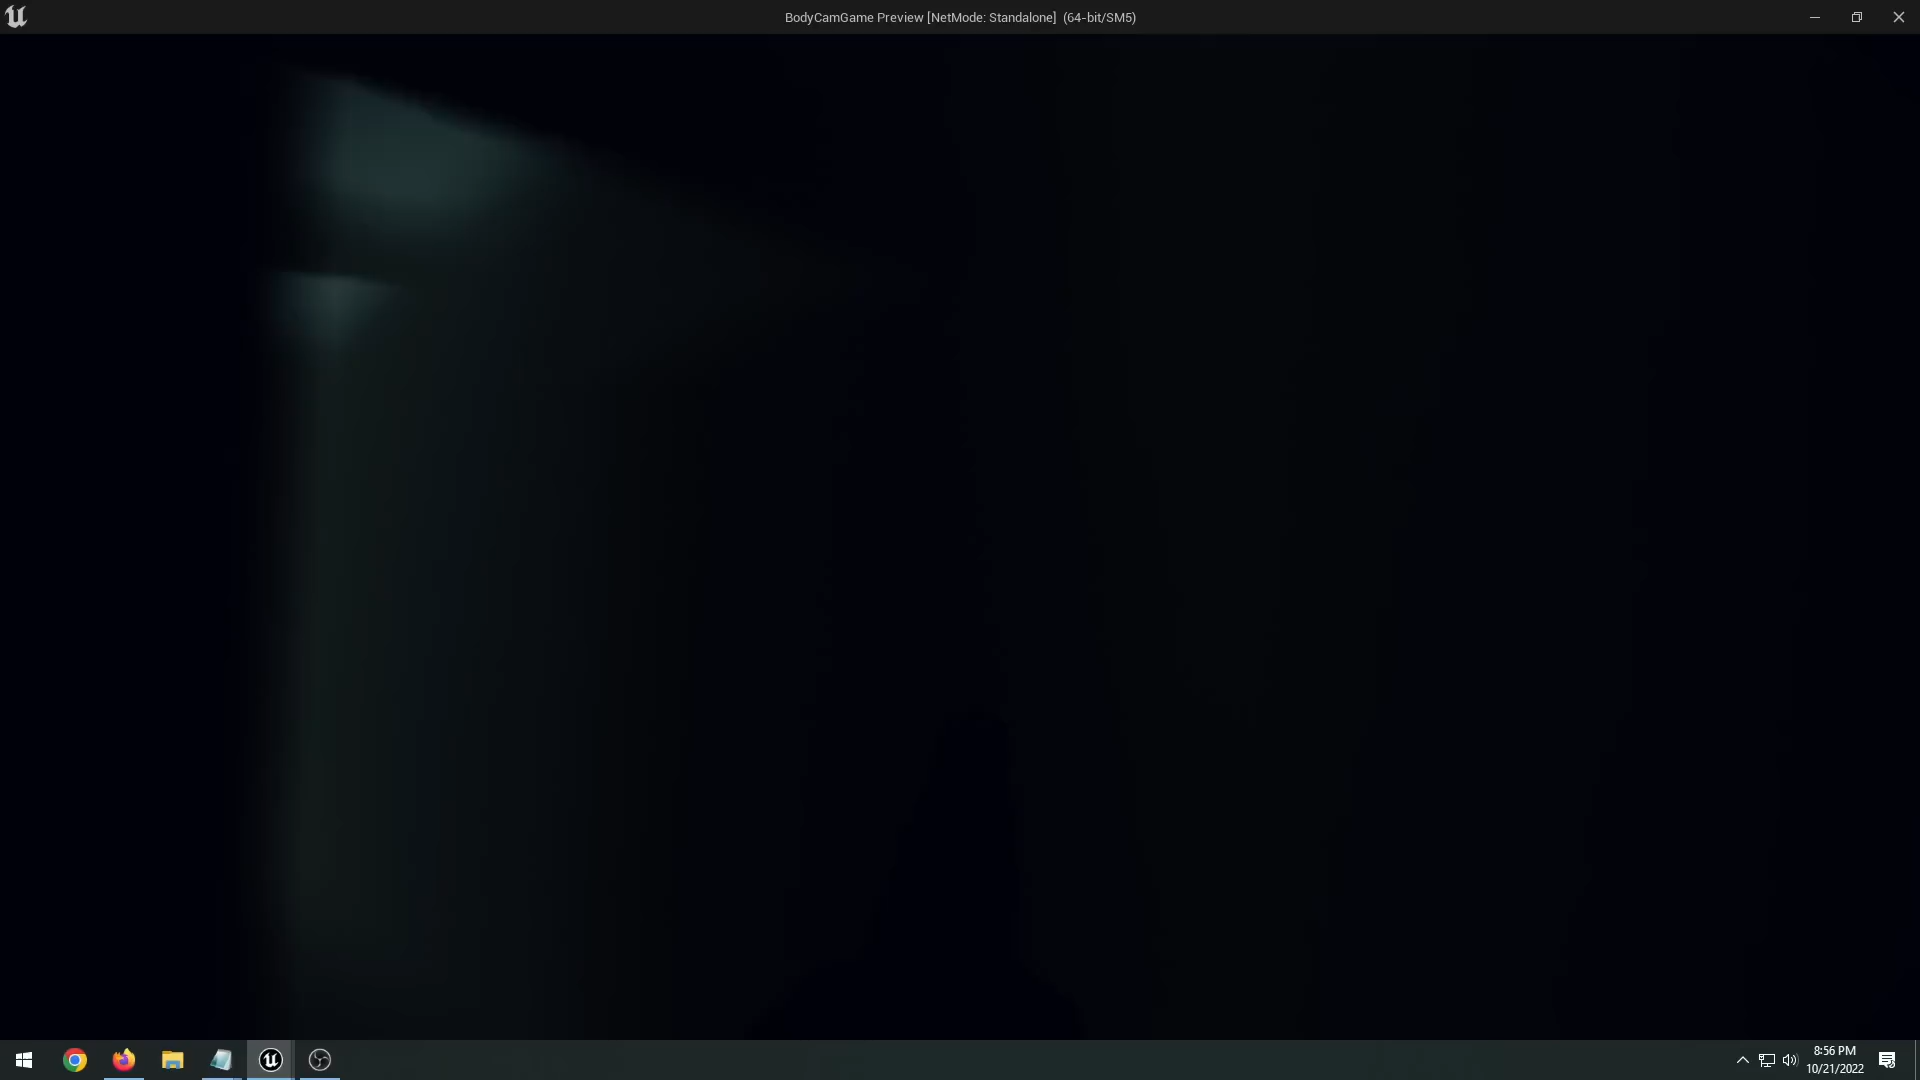 BodyCamGame Preview [NetMode: Standalone]  (64-bit/SM5)
8:56 PM
10/21/2022